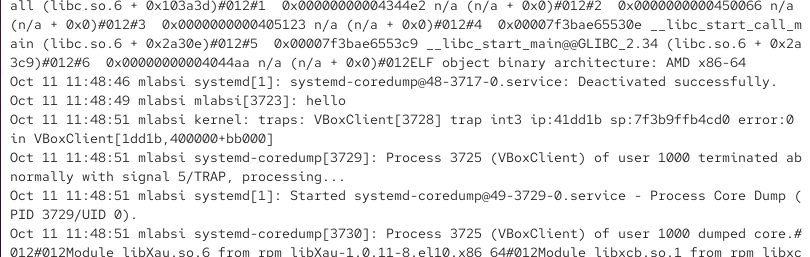 all (libc.so.6 + 0x103a3d)#012#1  0x00000000004344e2 n/a (n/a + 0x0)#012#2  0x0000000000450066 n/a
(n/a + 0x0)#012#3  0x0000000000405123 n/a (n/a + 0x0)#012#4  0x00007f3bae65530e __libc_start_call_m
ain (libc.so.6 + 0x2a30e)#012#5  0x00007f3bae6553c9 __libc_start_main@@GLIBC_2.34 (libc.so.6 + 0x2a
3c9)#012#6  0x00000000004044aa n/a (n/a + 0x0)#012ELF object binary architecture: AMD x86-64
Oct 11 11:48:46 mlabsi systemd[1]: systemd-coredump@48-3717-0.service: Deactivated successfully.
Oct 11 11:48:49 mlabsi mlabsi[3723]: hello
Oct 11 11:48:51 mlabsi kernel: traps: VBoxClient[3728] trap int3 ip:41dd1b sp:7f3b9ffb4cd0 error:0
in VBoxClient[1dd1b,400000+bb000]
Oct 11 11:48:51 mlabsi systemd-coredump[3729]: Process 3725 (VBoxClient) of user 1000 terminated ab
normally with signal 5/TRAP, processing...
Oct 11 11:48:51 mlabsi systemd[1]: Started systemd-coredump@49-3729-0.service - Process Core Dump (
PID 3729/UID 0).
Oct 11 11:48:51 mlabsi systemd-coredump[3730]: Process 3725 (VBoxClient) of user 1000 dumped core.#
012#012Module libXau.so.6 from rpm libXau-1.0.11-8.el10.x86_64#012Module libxcb.so.1 from rpm libxc